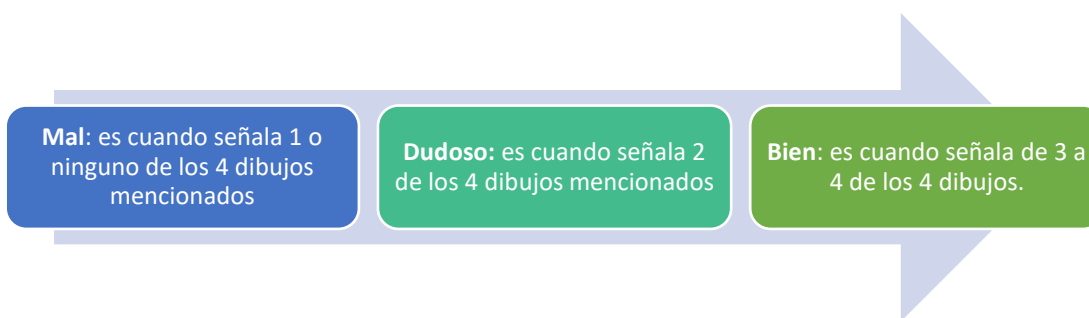 Mal: es cuando señala 1 o
ninguno de los 4 dibujos
mencionados
Dudoso: es cuando señala 2
de los 4 dibujos mencionados
Bien: es cuando señala de 3 a
4 de los 4 dibujos.